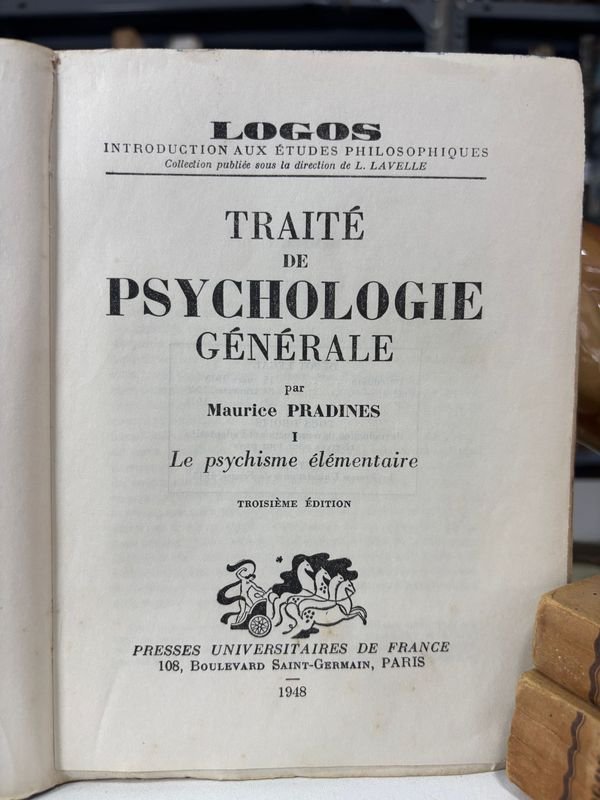 LOGOS
INTRODUCTION AUX ÉTUDES PHILOSOPHIQUES
Collection publiée sous la direction de L. LAVELLE
TRAITÉ
DE
PSYCHOLOGIE
GÉNÉRALE
par
Maurice PRADINES
I
Le psychisme élémentaire
TROISIÈME ÉDITION
PRESSES UNIVERSITAIRES DE FRANCE
108, BOULEVARD SAINT-GERMAIN, PARIS
1948